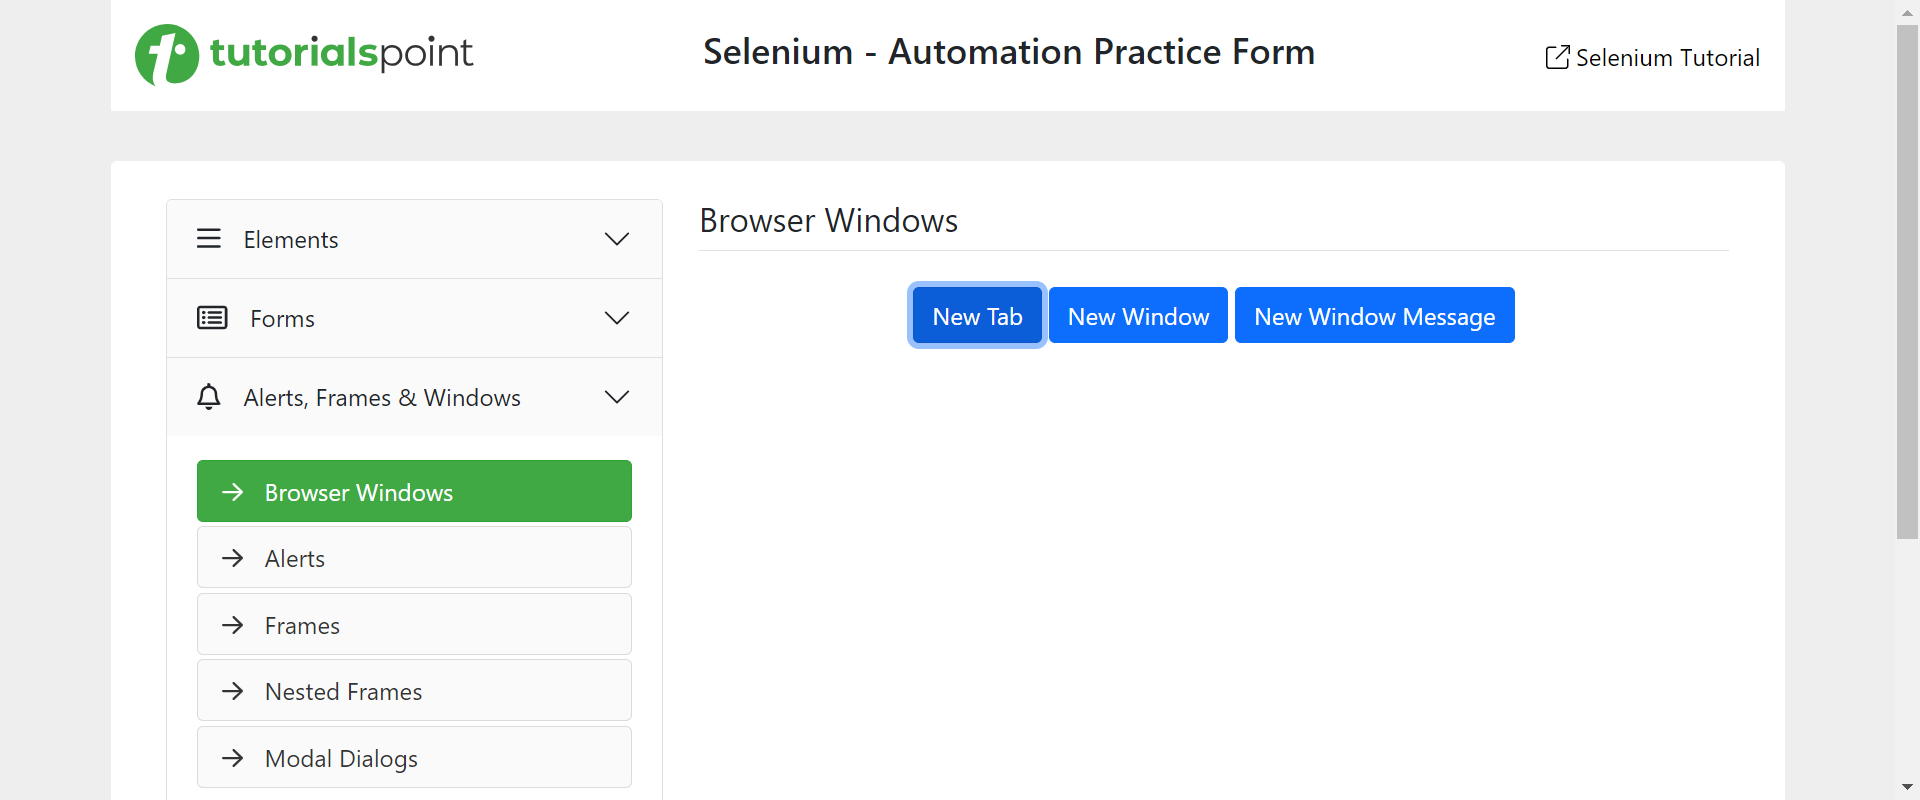 tutorialspoint
Selenium - Automation Practice Form
Selenium Tutorial
Elements
Forms
Alerts, Frames & Windows
Browser Windows
Alerts
Frames
Nested Frames
Modal Dialogs
Browser Windows
New Tab
New Window
New Window Message